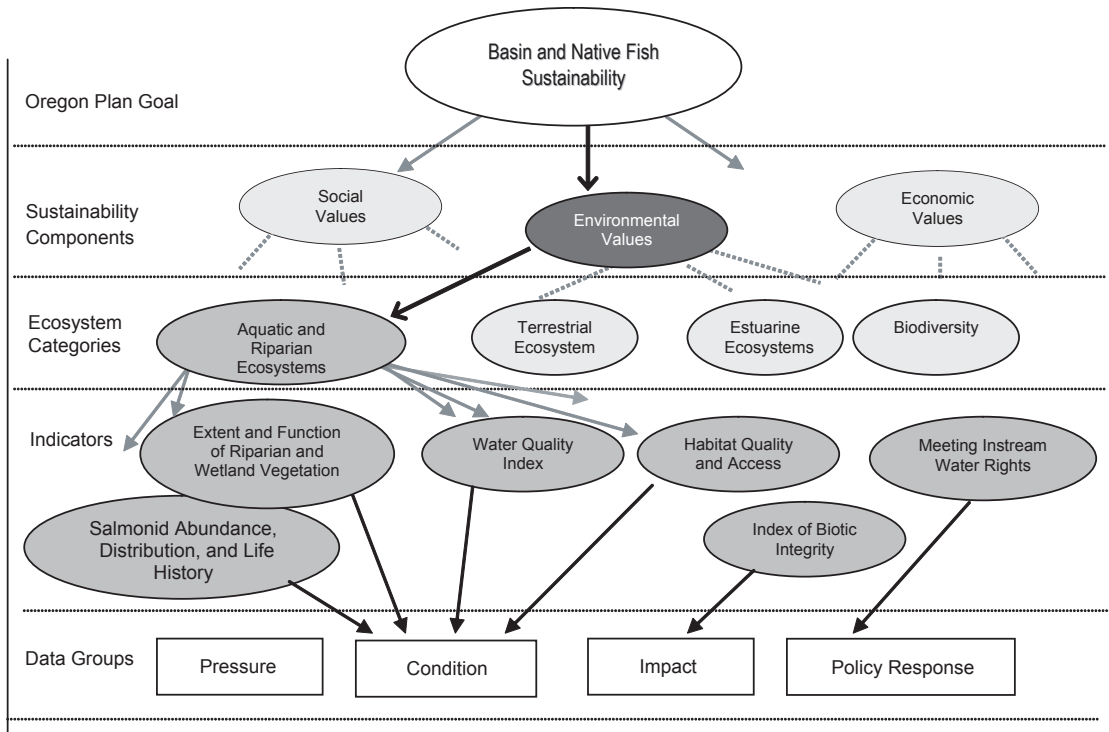 Basin and Native Fish
Sustainability
Oregon Plan Goal
Sustainability
Components
Social
Values
Environmental
Values
Economic
Values
Ecosystem
Categories
Aquatic and
Riparian
Ecosystems
Terrestrial
Ecosystem
Estuarine
Ecosystems
Biodiversity
Indicators
Extent and Function
of Riparian and
Wetland Vegetation
Water Quality
Index
Habitat Quality
and Access
Meeting Instream
Water Rights
Salmonid Abundance,
Distribution, and Life
History
Index of Biotic
Integrity
Data Groups
Pressure
Condition
Impact
Policy Response